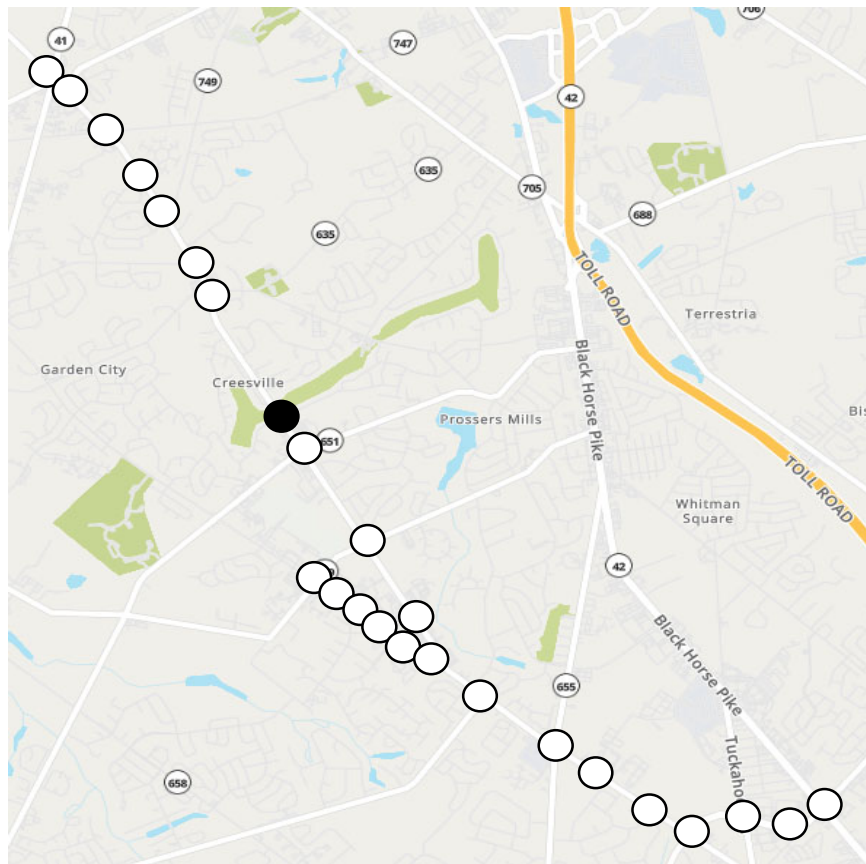 706
41
747
749
42
635
705
688
635
TOLL ROAD
Terrestria
Garden City
Creesville
Black Horse Pike
Prossers Mills
651
TOLL ROAD
Whitman
Square
42
Black Horse Pike
655
Tuckaho
658